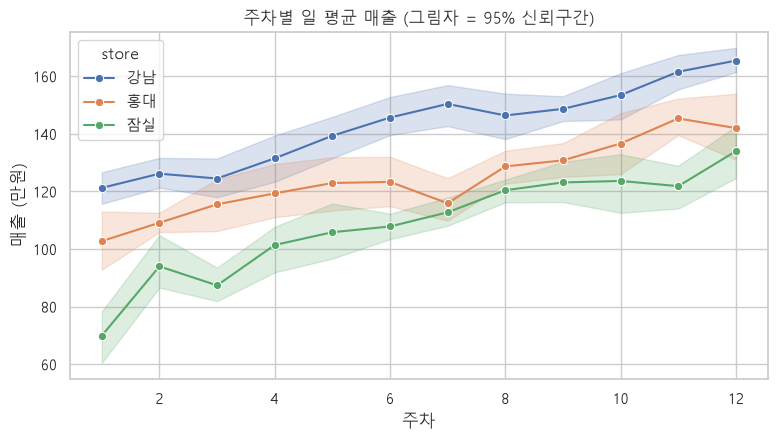 주차별 일 평균 매출 (그림자 = 95% 신뢰구간)
store
강남
홍대
잠실
매출 (만원)
160
140
120
100
80
60
2 4 6 8 10 12
주차